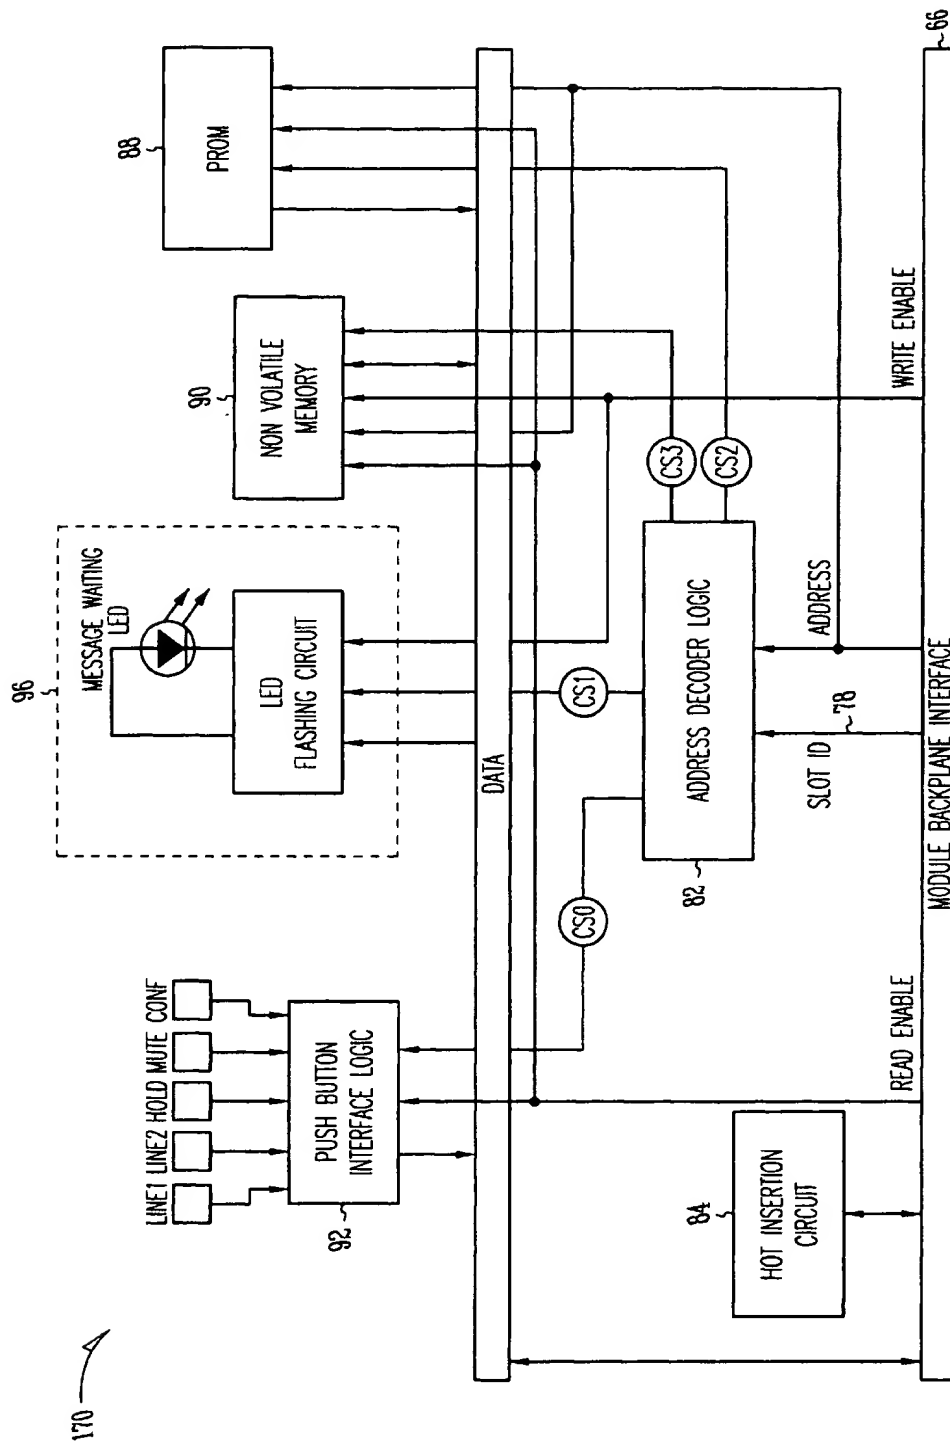 170
LINE1
LINE2
HOLD
MUTE
CONF
PUSH BUTTON
INTERFACE LOGIC
92
96
MESSAGE WAITING
LED
LED
FLASHING CIRCUIT
90
NON VOLATILE
MEMORY
88
PROM
DATA
CS0
CS1
CS3
CS2
ADDRESS DECODER LOGIC
82
84
HOT INSERTION
CIRCUIT
READ ENABLE
SLOT ID
78
ADDRESS
WRITE ENABLE
MODULE BACKPLANE INTERFACE
66